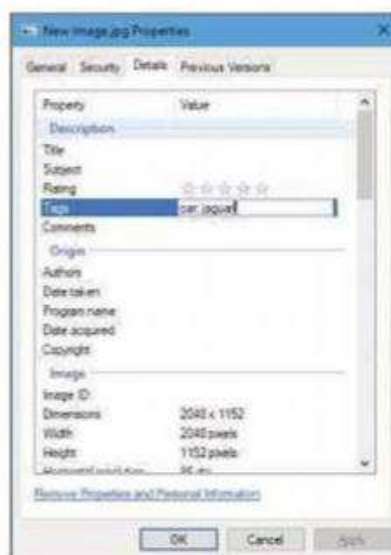 New Image.jpg Properties
General Security Details Previous Versions
Property Value
Description
Title
Subject
Rating
Tags car; jaguar
Comments
Origin
Authors
Date taken
Program name
Date acquired
Copyright
Image
Image ID
Dimensions 2048 x 1152
Width 2048 pixels
Height 1152 pixels
Horizontal resolution
Remove Properties and Personal Information
OK Cancel Apply